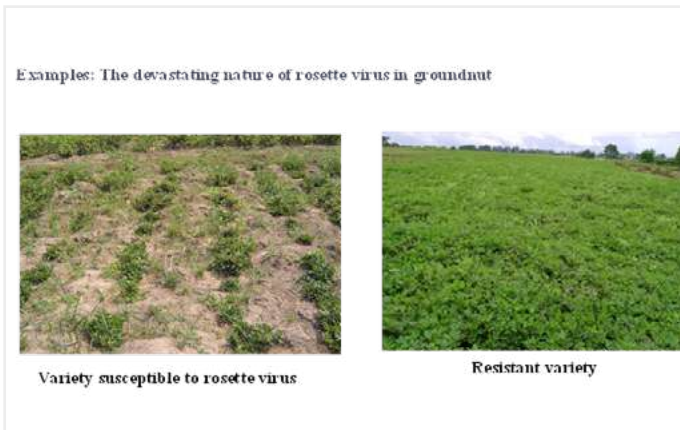 Examples: The devastating nature of rosette virus in groundnut
Variety susceptible to rosette virus
Resistant variety